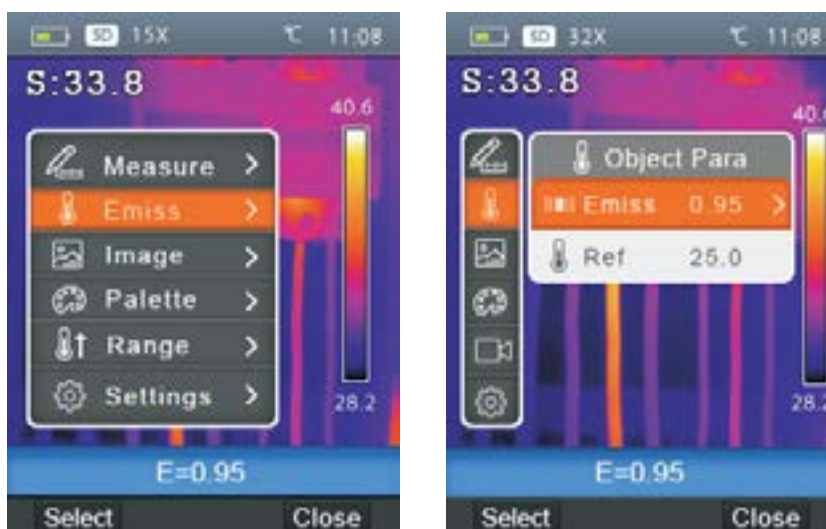 SD 15X ℃ 11:08
S:33.8
40.6
Measure >
Emiss >
Image >
Palette >
Range >
Settings >
28.2
E=0.95
Select Close
SD 32X ℃ 11:08
S:33.8
40.6
Object Para
Emiss 0.95 >
Ref 25.0
28.2
E=0.95
Select Close